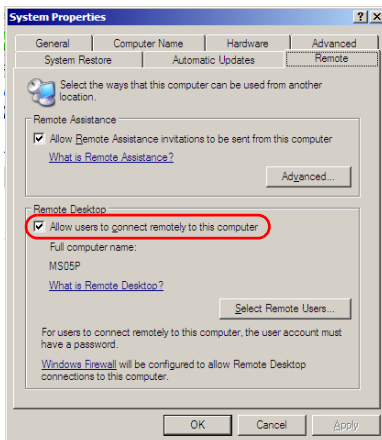 System Properties
General Computer Name Hardware Advanced
System Restore Automatic Updates Remote
Select the ways that this computer can be used from another
location.
Remote Assistance
Allow Remote Assistance invitations to be sent from this computer
What is Remote Assistance?
Advanced...
Remote Desktop
Allow users to connect remotely to this computer
Full computer name:
MS05P
What is Remote Desktop?
Select Remote Users...
For users to connect remotely to this computer, the user account must
have a password.
Windows Firewall will be configured to allow Remote Desktop
connections to this computer.
OK Cancel Apply